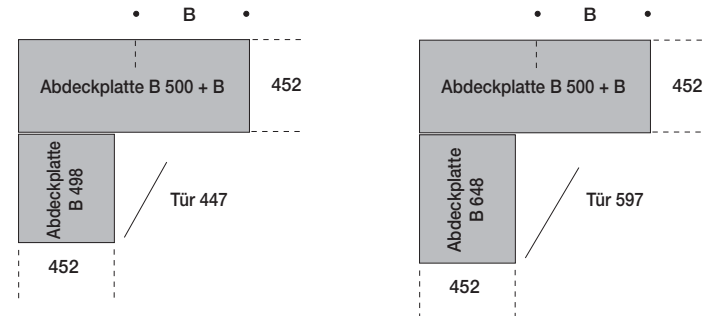 B
Abdeckplatte B 500 + B
452
Abdeckplatte
B 498
Tür 447
452
B
Abdeckplatte B 500 + B
452
Abdeckplatte
B 648
Tür 597
452